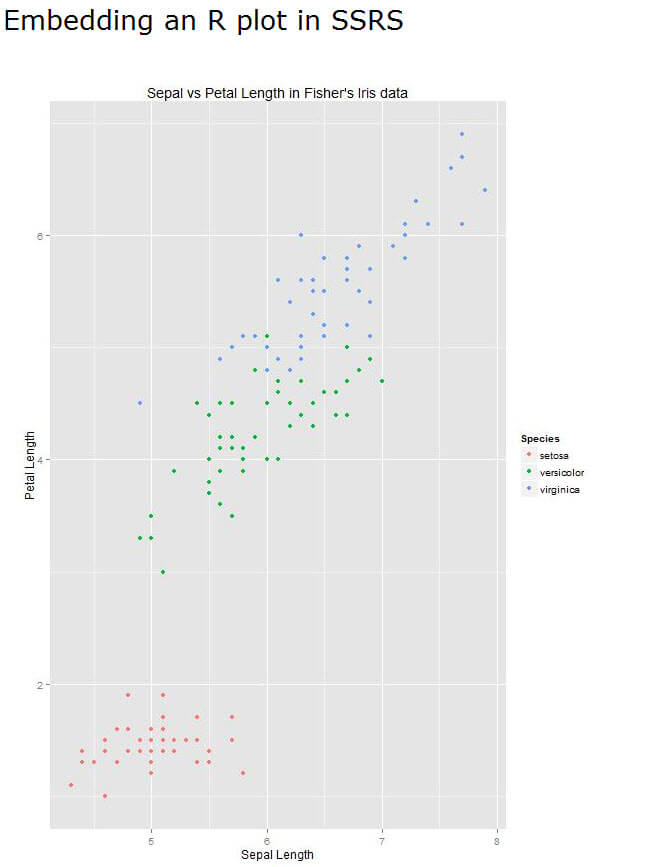 Embedding an R plot in SSRS
Sepal vs Petal Length in Fisher's Iris data
6
4
2
Petal Length
5 6 7 8
Sepal Length
Species
setosa
versicolor
virginica